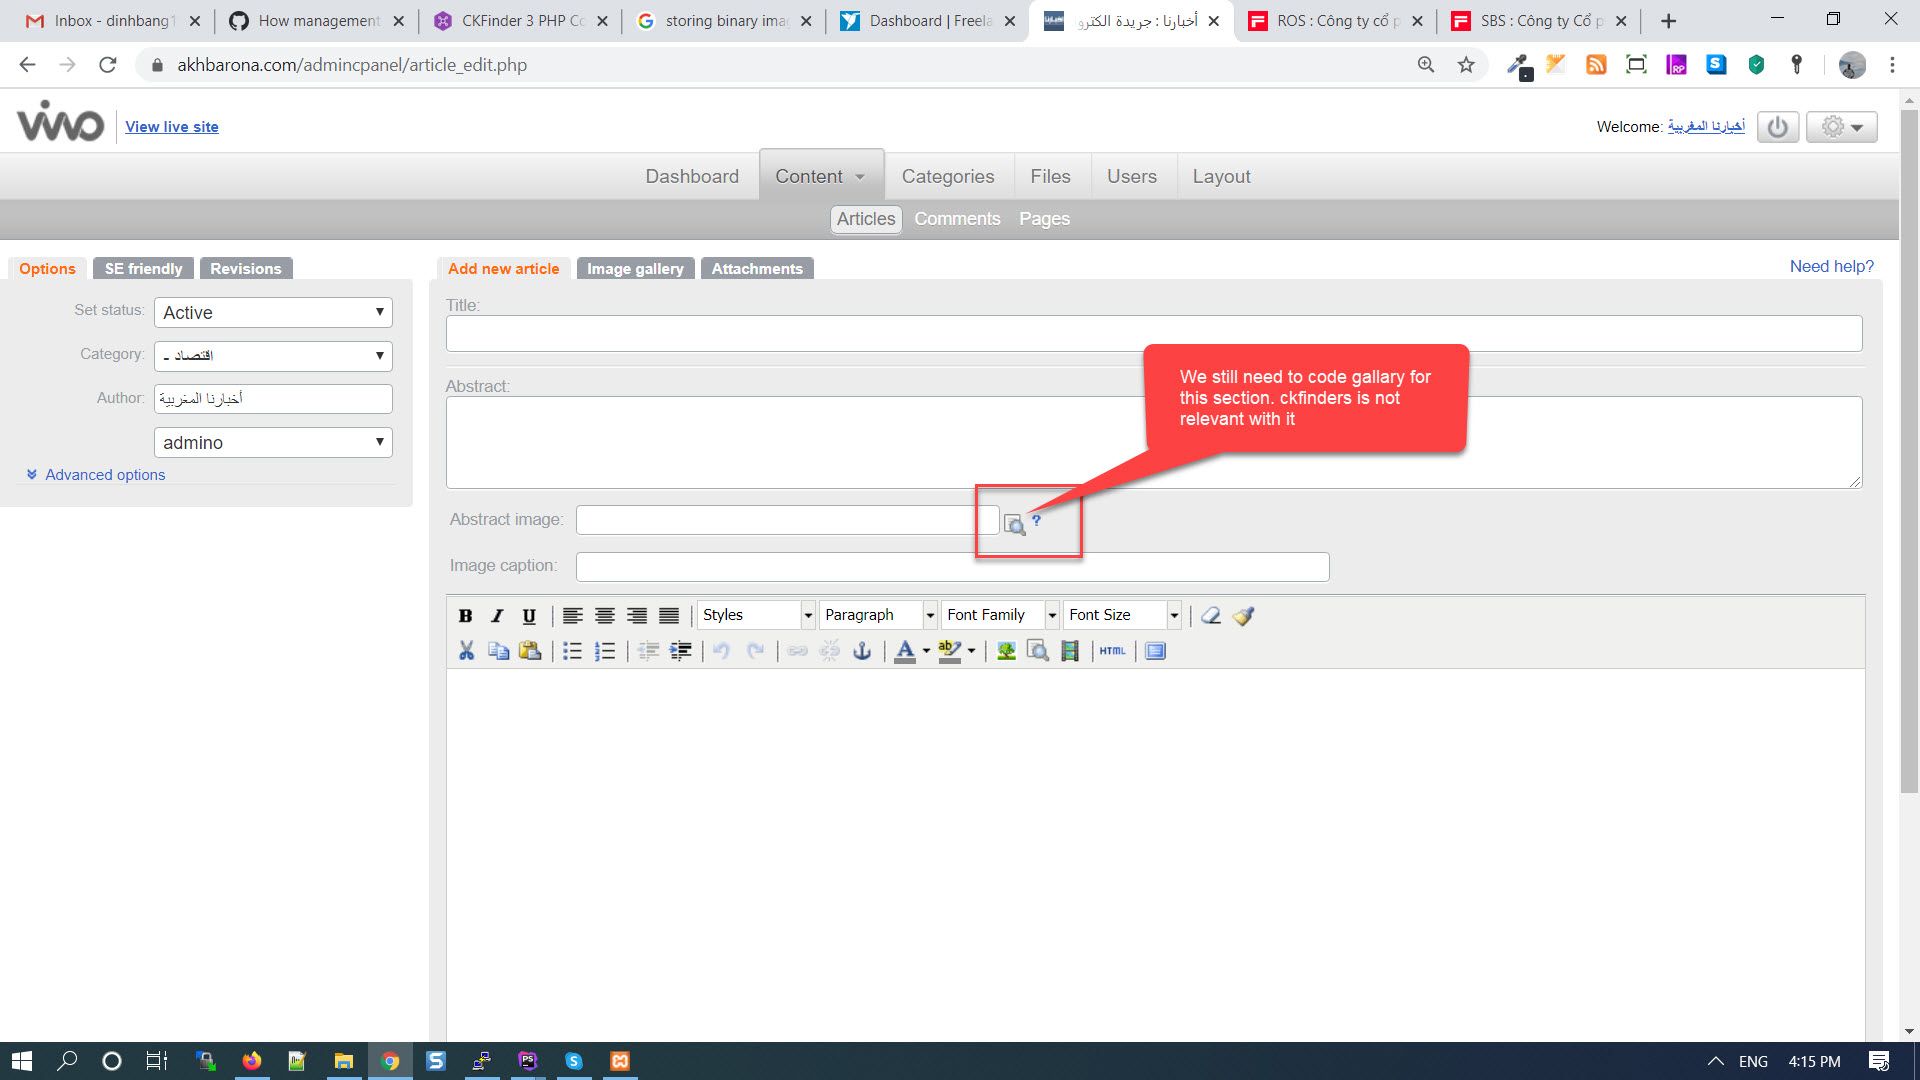 Inbox - dinhbang1
How management
CKFinder 3 PHP Co
storing binary imag
Dashboard | Freela
أخبارنا : جريدة الكترو
ROS : Công ty cổ p
SBS : Công ty Cổ p
akhbarona.com/admincpanel/article_edit.php
vivvo
View live site
Welcome: أخبارنا المغربية
Dashboard
Content
Categories
Files
Users
Layout
Articles
Comments
Pages
Options
SE friendly
Revisions
Set status:
Active
Category:
اقتصاد -
Author:
أخبارنا المغربية
admino
Advanced options
Add new article
Image gallery
Attachments
Need help?
Title:
Abstract:
We still need to code gallary for
this section. ckfinders is not
relevant with it
Abstract image:
?
Image caption:
B I U
Styles
Paragraph
Font Family
Font Size
HTML
ENG
4:15 PM